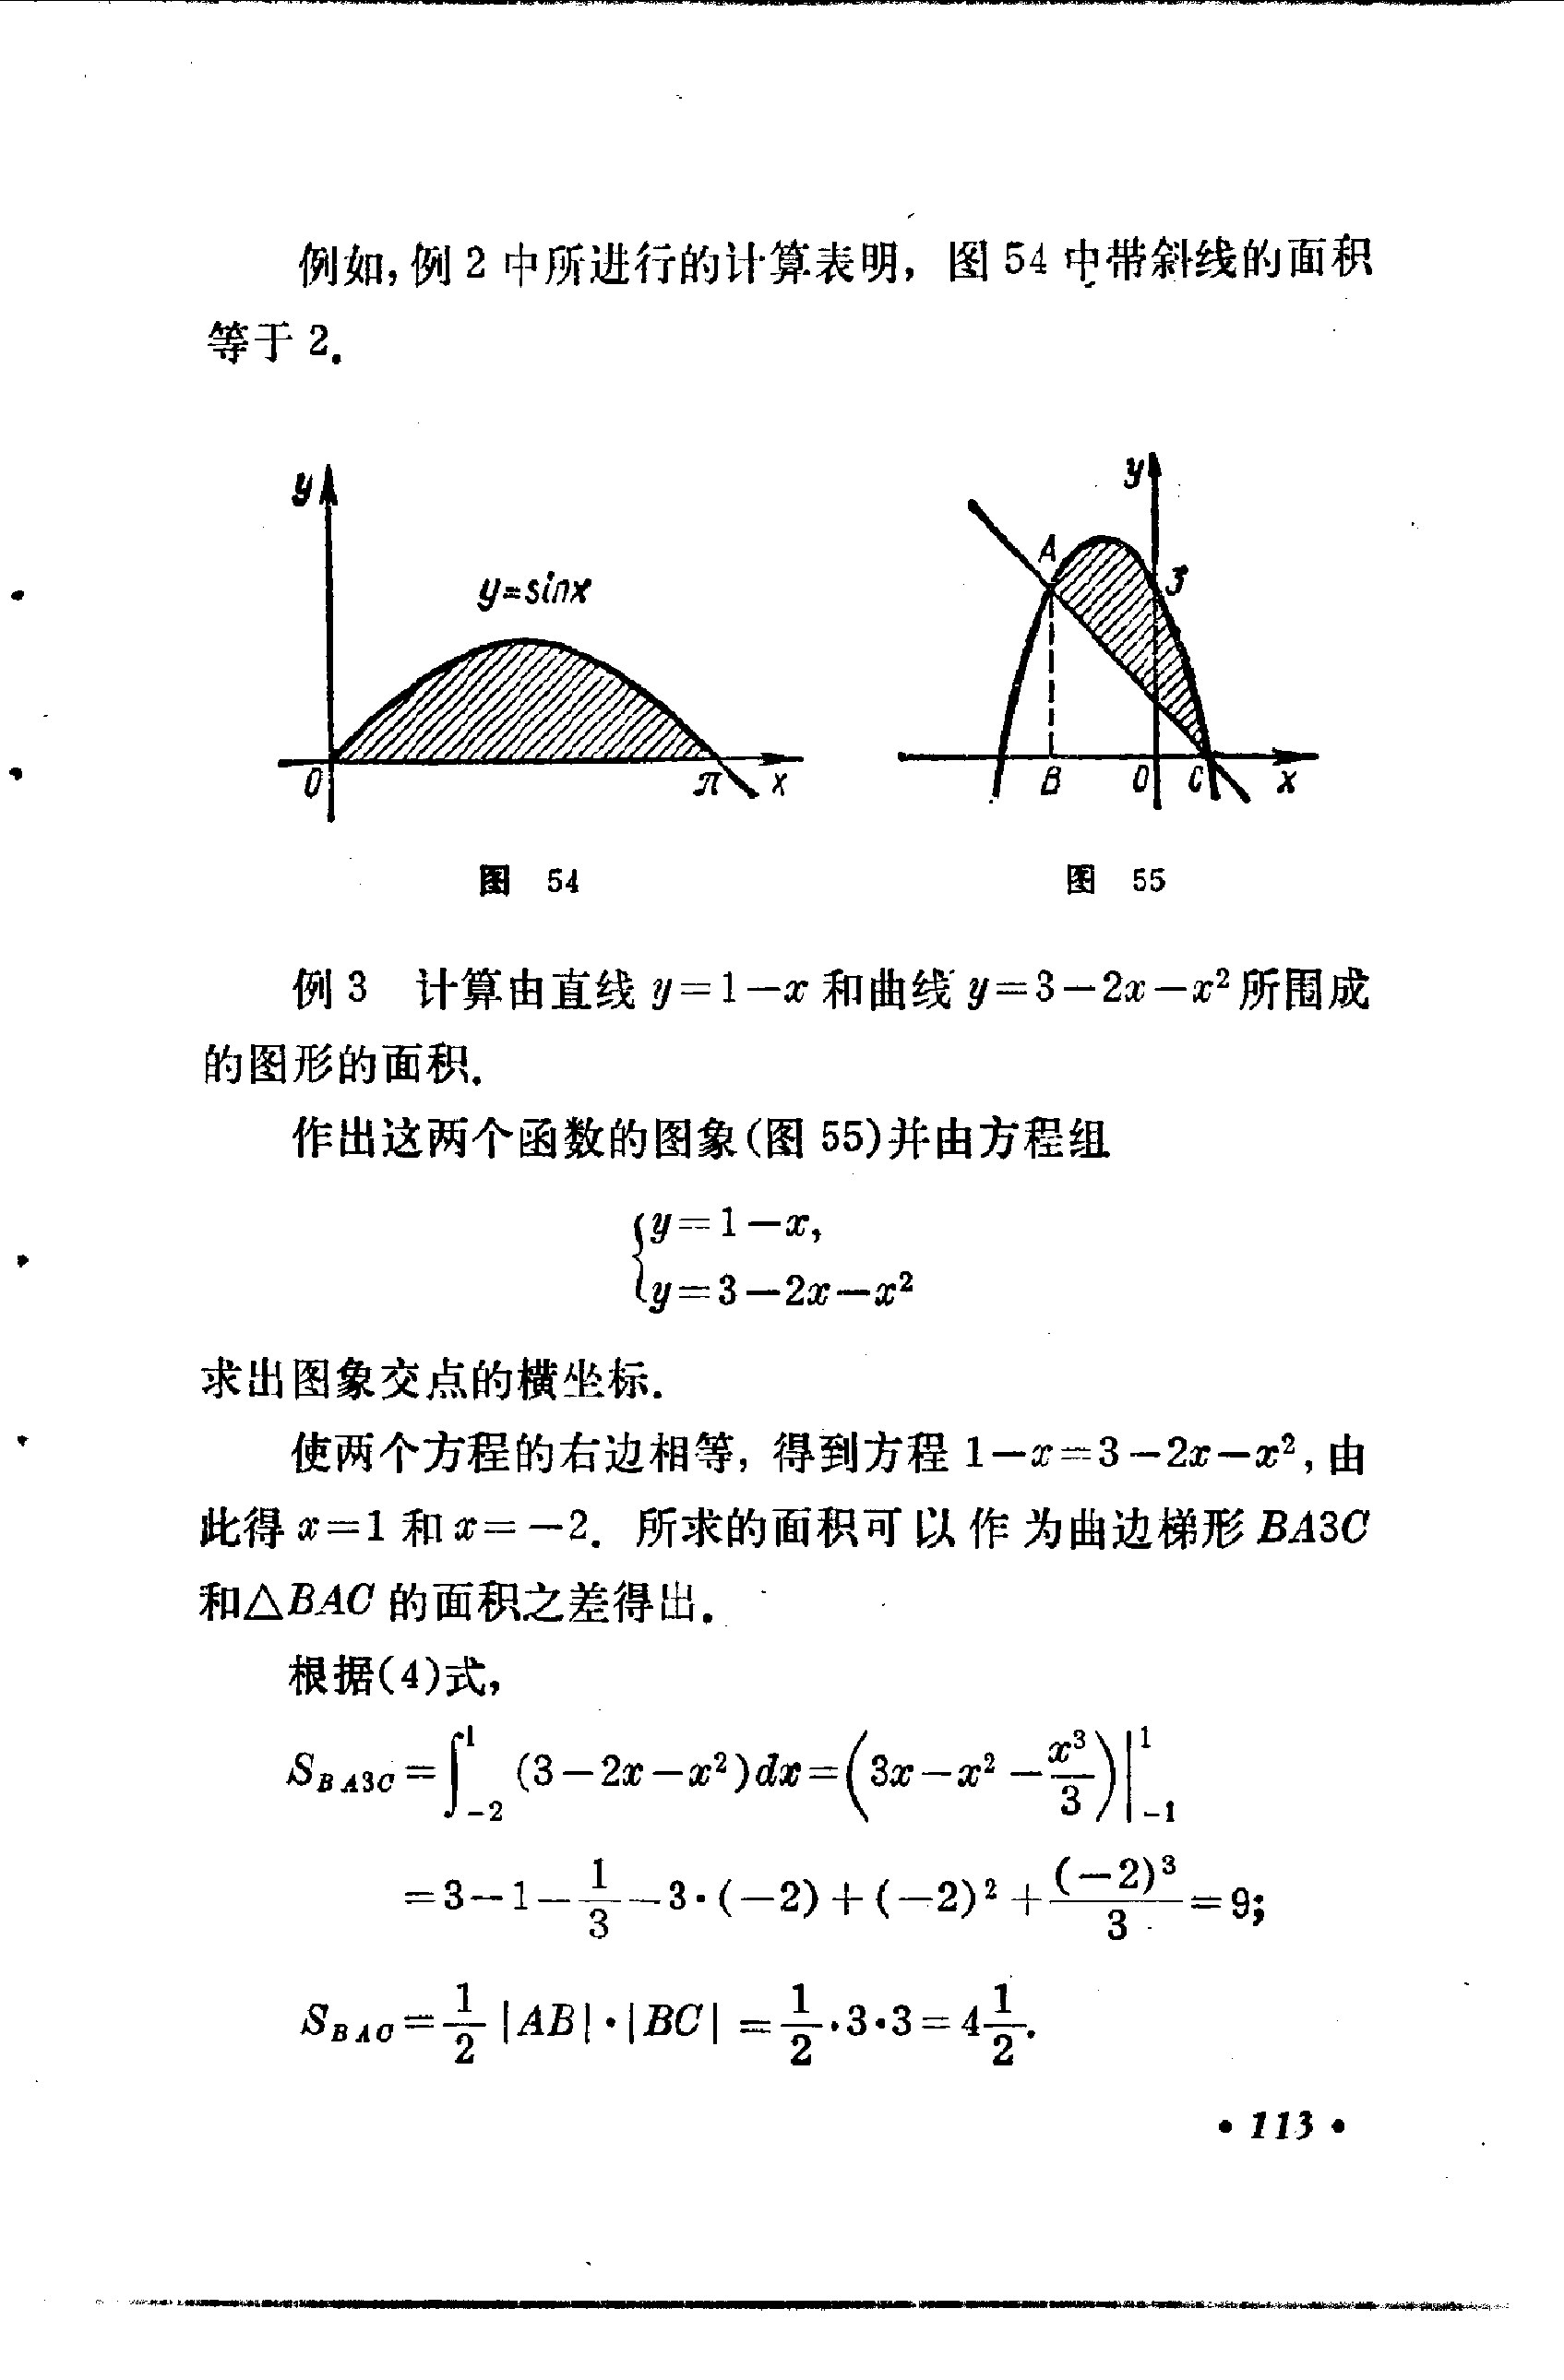 例如,例 2 中所进行的计算表明, 图 54 中带斜线的面积
等于 2.
y
y=sinx
0
π
x
图 54
y
A
3
B
0
C
x
图 55
例 3 计算由直线 y=1-x 和曲线 y=3-2x-x²所围成
的图形的面积.
作出这两个函数的图象(图 55)并由方程组
{y=1-x,
y=3-2x-x²
求出图象交点的横坐标.
使两个方程的右边相等, 得到方程 1-x=3-2x-x², 由
此得 x=1 和 x=-2. 所求的面积可以作为曲边梯形 BA3C
和△BAC 的面积之差得出.
根据(4)式,
S_{BA3C}=∫_{-2}^{1} (3-2x-x²)dx=(3x-x²-x³/3)|_{-1}^{1}
=3-1-1/3-3·(-2)+(-2)²+(-2)³/3=9;
S_{BAC}=1/2|AB|·|BC|=1/2·3·3=4 1/2.
• 113 •